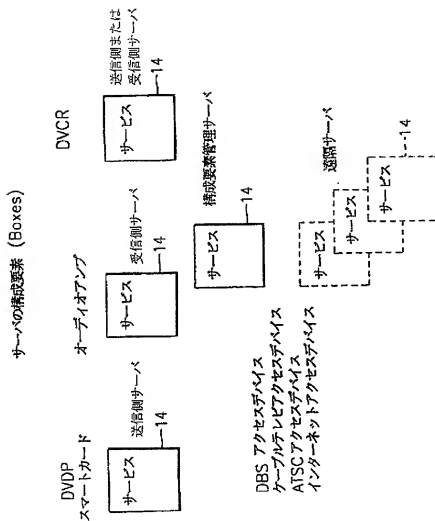 サーバの構成要素 (Boxes)
DVDP
スマートカード
送信側サーバ
14
サービス
オーディオアンプ
受信側サーバ
14
サービス
DVCR
送信側または
受信側サーバ
14
サービス
構成要素管理サーバ
14
サービス
DBS アクセスデバイス
ケーブルテレビアクセスデバイス
ATSC アクセスデバイス
インターネットアクセスデバイス
遠隔サーバ
サービス
サービス
サービス
14